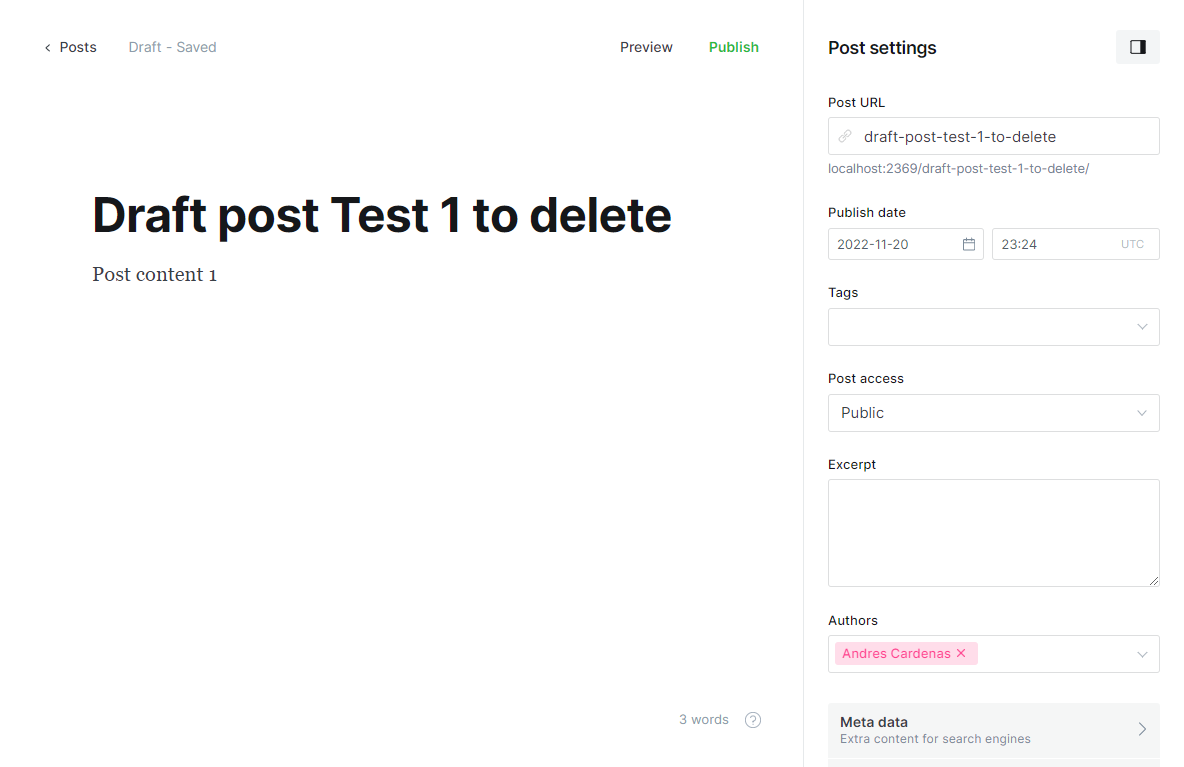 Posts
Draft - Saved
Preview
Publish
Draft post Test 1 to delete
Post content 1
3 words
Post settings
Post URL
draft-post-test-1-to-delete
localhost:2369/draft-post-test-1-to-delete/
Publish date
2022-11-20
23:24
UTC
Tags
Post access
Public
Excerpt
Authors
Andres Cardenas
Meta data
Extra content for search engines